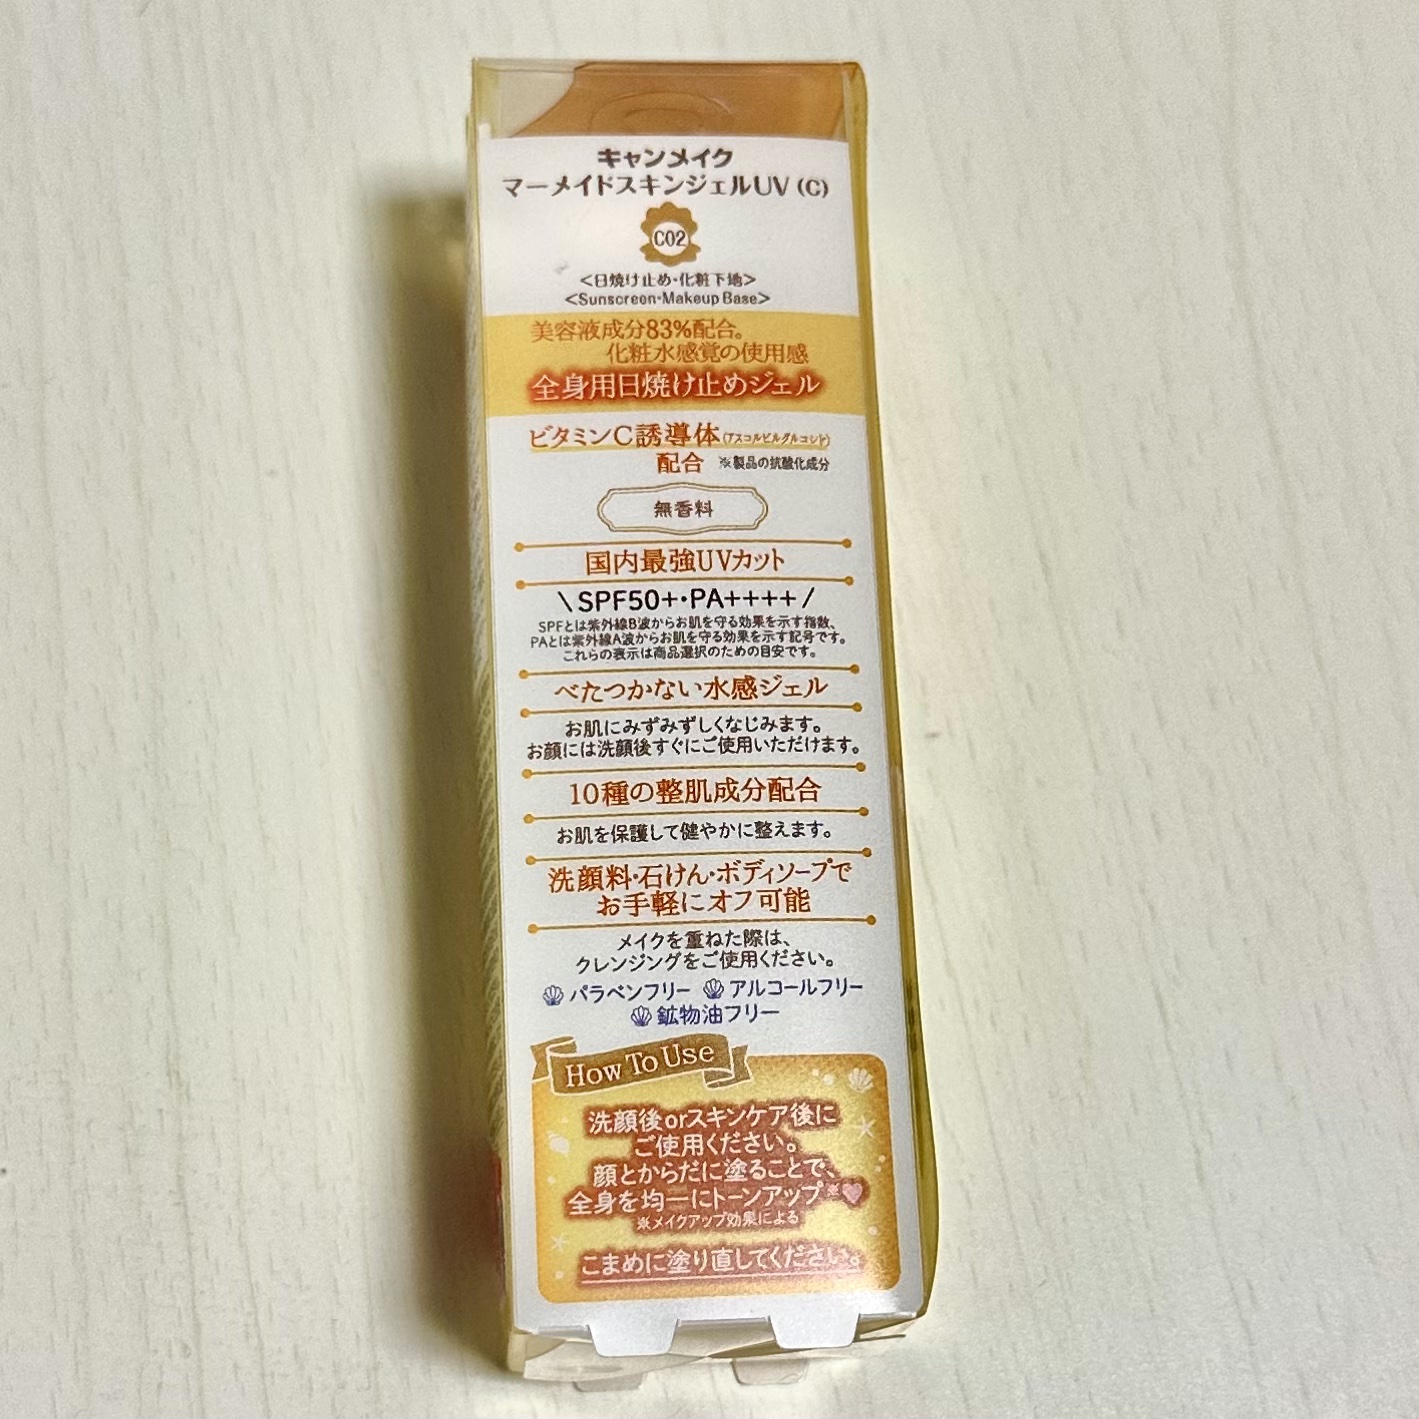 キャンメイク
マーメイドスキンジェルUV (C)
C02
<日焼け止め・化粧下地>
<Sunscreen・Makeup Base>
美容液成分83%配合。
化粧水感覚の使用感
全身用日焼け止めジェル
ビタミンC誘導体(アスコルビルグルコシド)
配合 ※製品の抗酸化成分
無香料
国内最強UVカット
\ SPF50+・PA++++ /
SPFとは紫外線B波からお肌を守る効果を示す指数、
PAとは紫外線A波からお肌を守る効果を示す記号です。
これらの表示は商品選択のための目安です。
べたつかない水感ジェル
お肌にみずみずしくなじみます。
お顔には洗顔後すぐにご使用いただけます。
10種の整肌成分配合
お肌を保護して健やかに整えます。
洗顔料・石けん・ボディソープで
お手軽にオフ可能
メイクを重ねた際は、
クレンジングをご使用ください。
パラベンフリー アルコールフリー
鉱物油フリー
How To Use
洗顔後orスキンケア後に
ご使用ください。
顔とからだに塗ることで、
全身を均一にトーンアップ※
※メイクアップ効果による
こまめに塗り直してください。